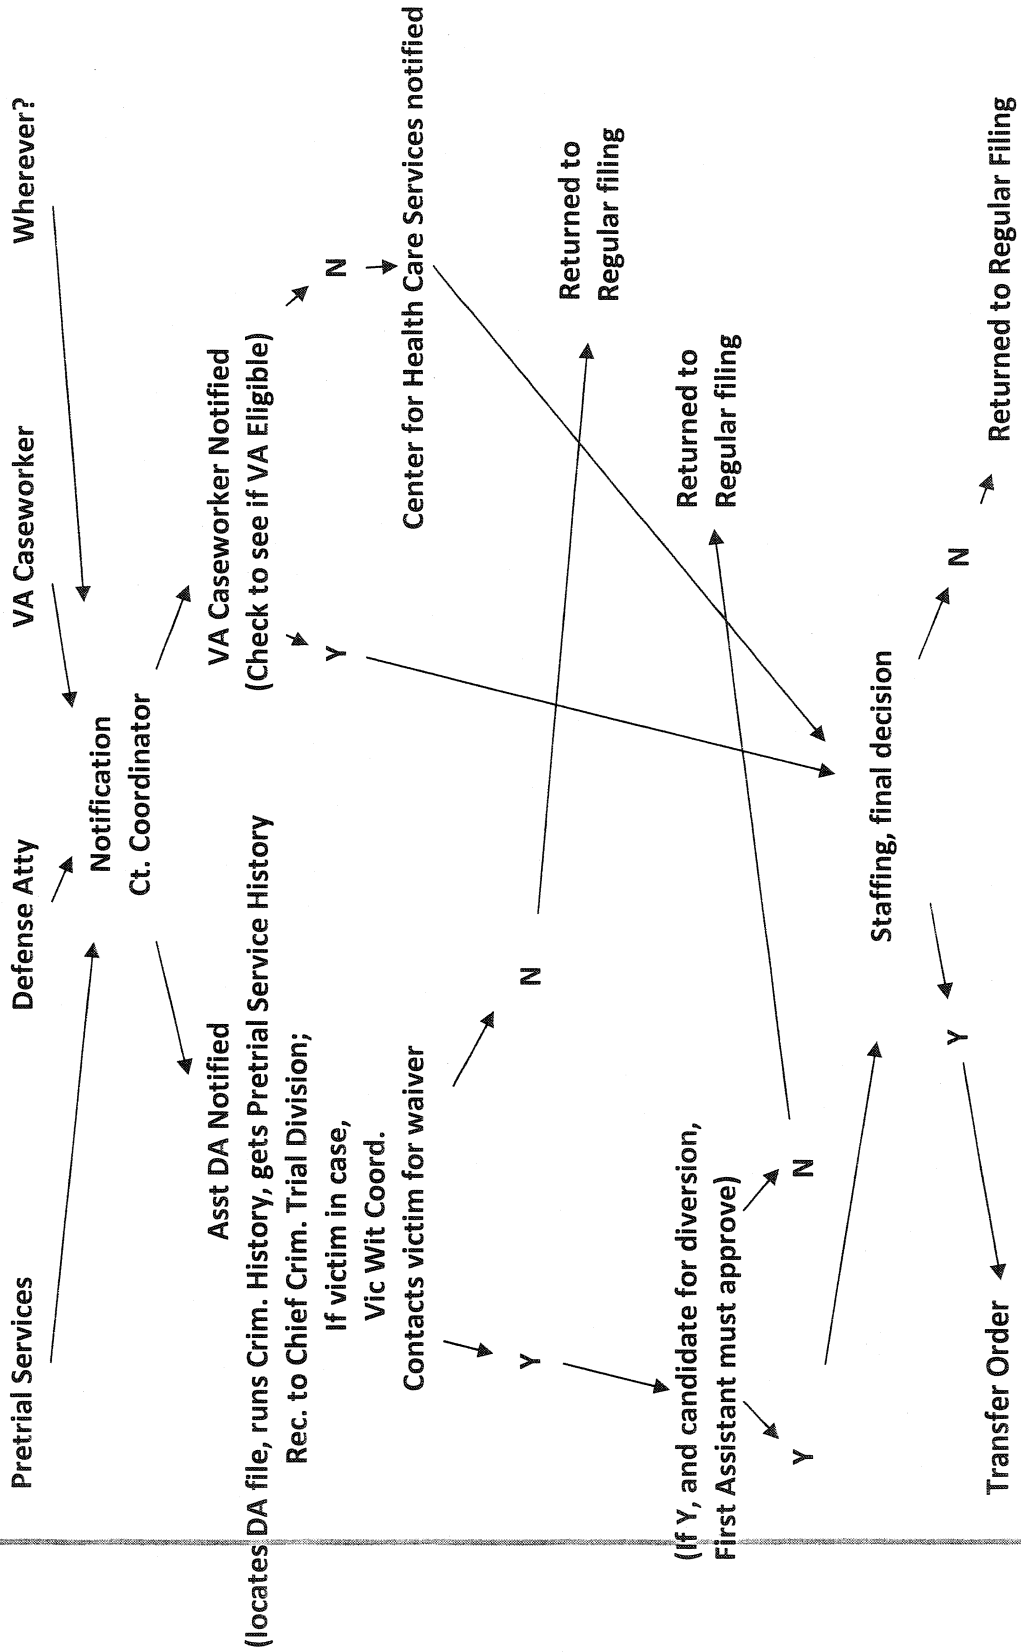 Pretrial Services
Defense Atty
VA Caseworker
Wherever?
Notification
Ct. Coordinator
Asst DA Notified
(locates DA file, runs Crim. History, gets Pretrial Service History
Rec. to Chief Crim. Trial Division;
If victim in case,
Vic Wit Coord.
Contacts victim for waiver
VA Caseworker Notified
(Check to see if VA Eligible)
Y
N
Center for Health Care Services notified
Y
N
Returned to
Regular filing
(If Y, and candidate for diversion,
First Assistant must approve)
Returned to
Regular filing
Y
N
Staffing, final decision
Y
N
Transfer Order
Returned to Regular Filing